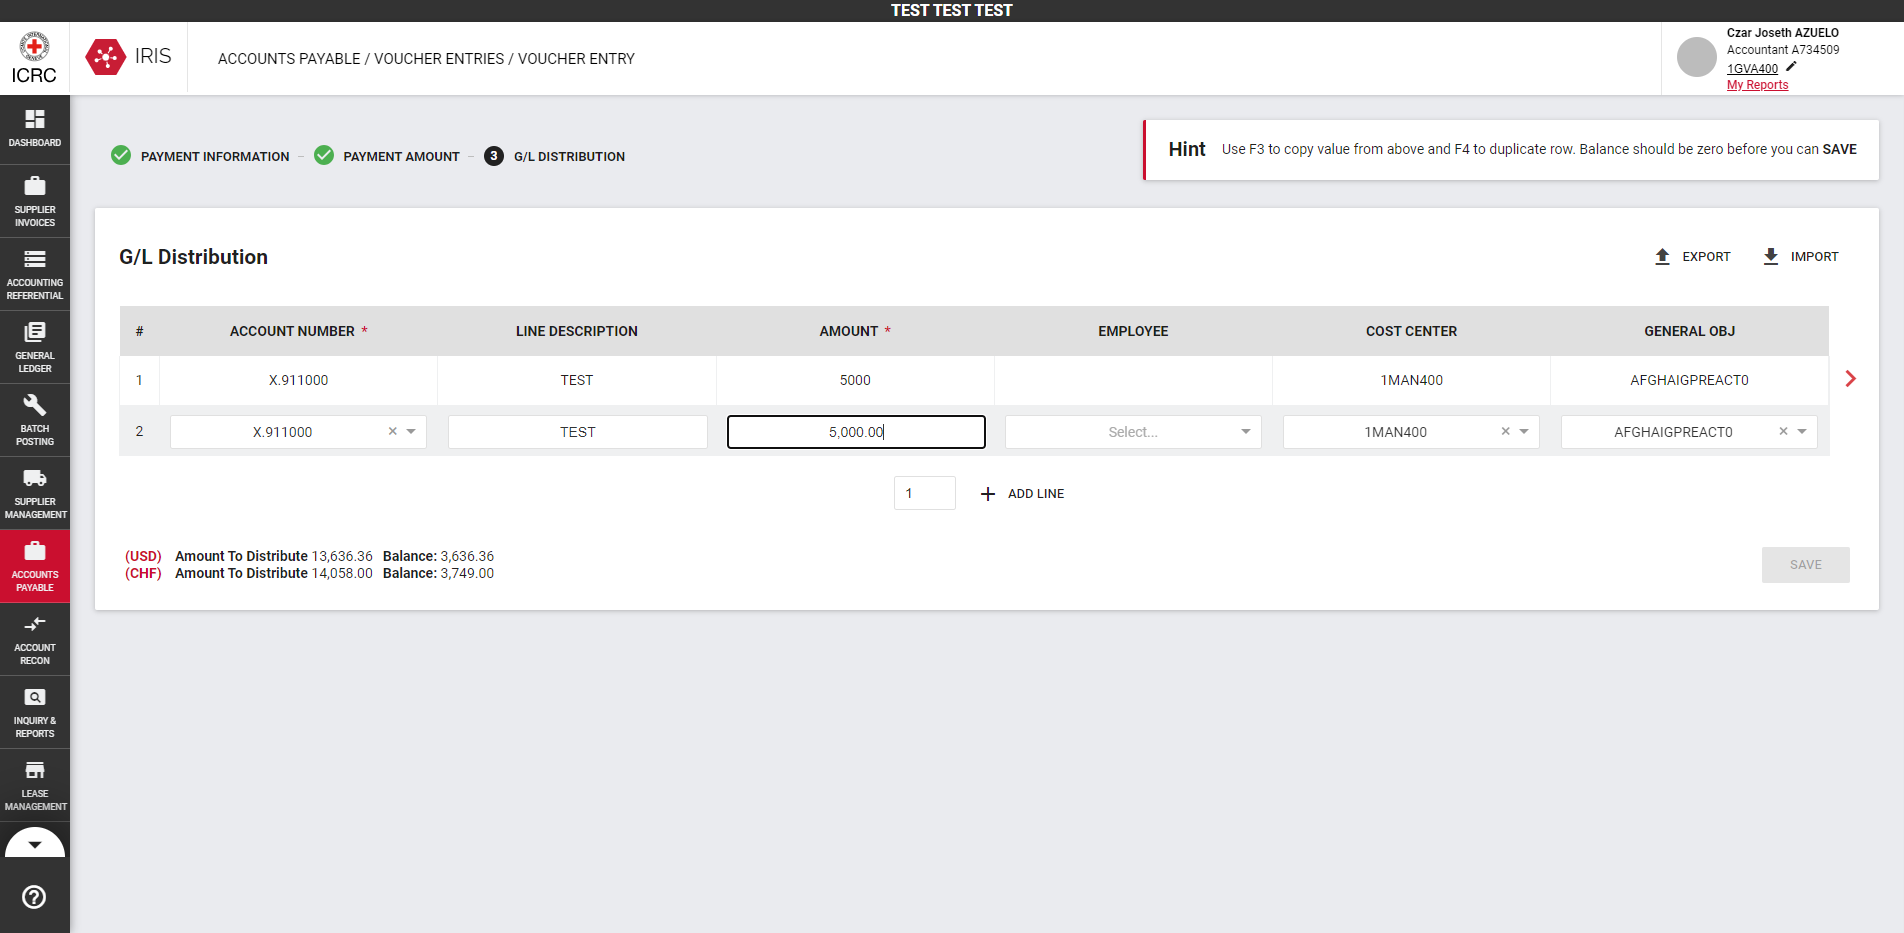 TEST TEST TEST
ICRC
IRIS
ACCOUNTS PAYABLE / VOUCHER ENTRIES / VOUCHER ENTRY
Czar Joseth AZUELO
Accountant A734509
1GVA400
My Reports
DASHBOARD
SUPPLIER
INVOICES
ACCOUNTING
REFERENTIAL
GENERAL
LEDGER
BATCH
POSTING
SUPPLIER
MANAGEMENT
ACCOUNTS
PAYABLE
ACCOUNT
RECON
INQUIRY &
REPORTS
LEASE
MANAGEMENT
PAYMENT INFORMATION – PAYMENT AMOUNT – 3 G/L DISTRIBUTION
Hint Use F3 to copy value from above and F4 to duplicate row. Balance should be zero before you can SAVE
G/L Distribution
EXPORT IMPORT
# ACCOUNT NUMBER * LINE DESCRIPTION AMOUNT * EMPLOYEE COST CENTER GENERAL OBJ
1 X.911000 TEST 5000 1MAN400 AFGHAIGPREACT0
2 X.911000 × TEST 5,000.00 Select... 1MAN400 × AFGHAIGPREACT0 ×
1 + ADD LINE
(USD) Amount To Distribute 13,636.36 Balance: 3,636.36
(CHF) Amount To Distribute 14,058.00 Balance: 3,749.00
SAVE